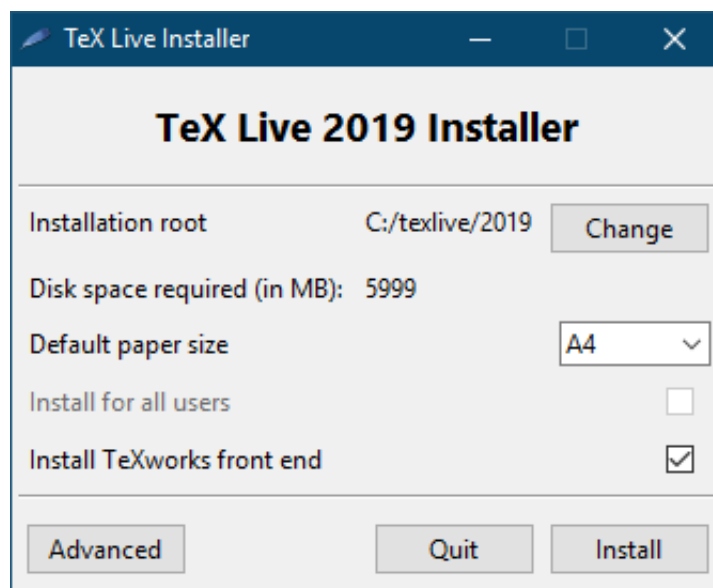 TeX Live Installer
TeX Live 2019 Installer
Installation root C:/texlive/2019 Change
Disk space required (in MB): 5999
Default paper size A4
Install for all users
Install TeXworks front end
Advanced Quit Install